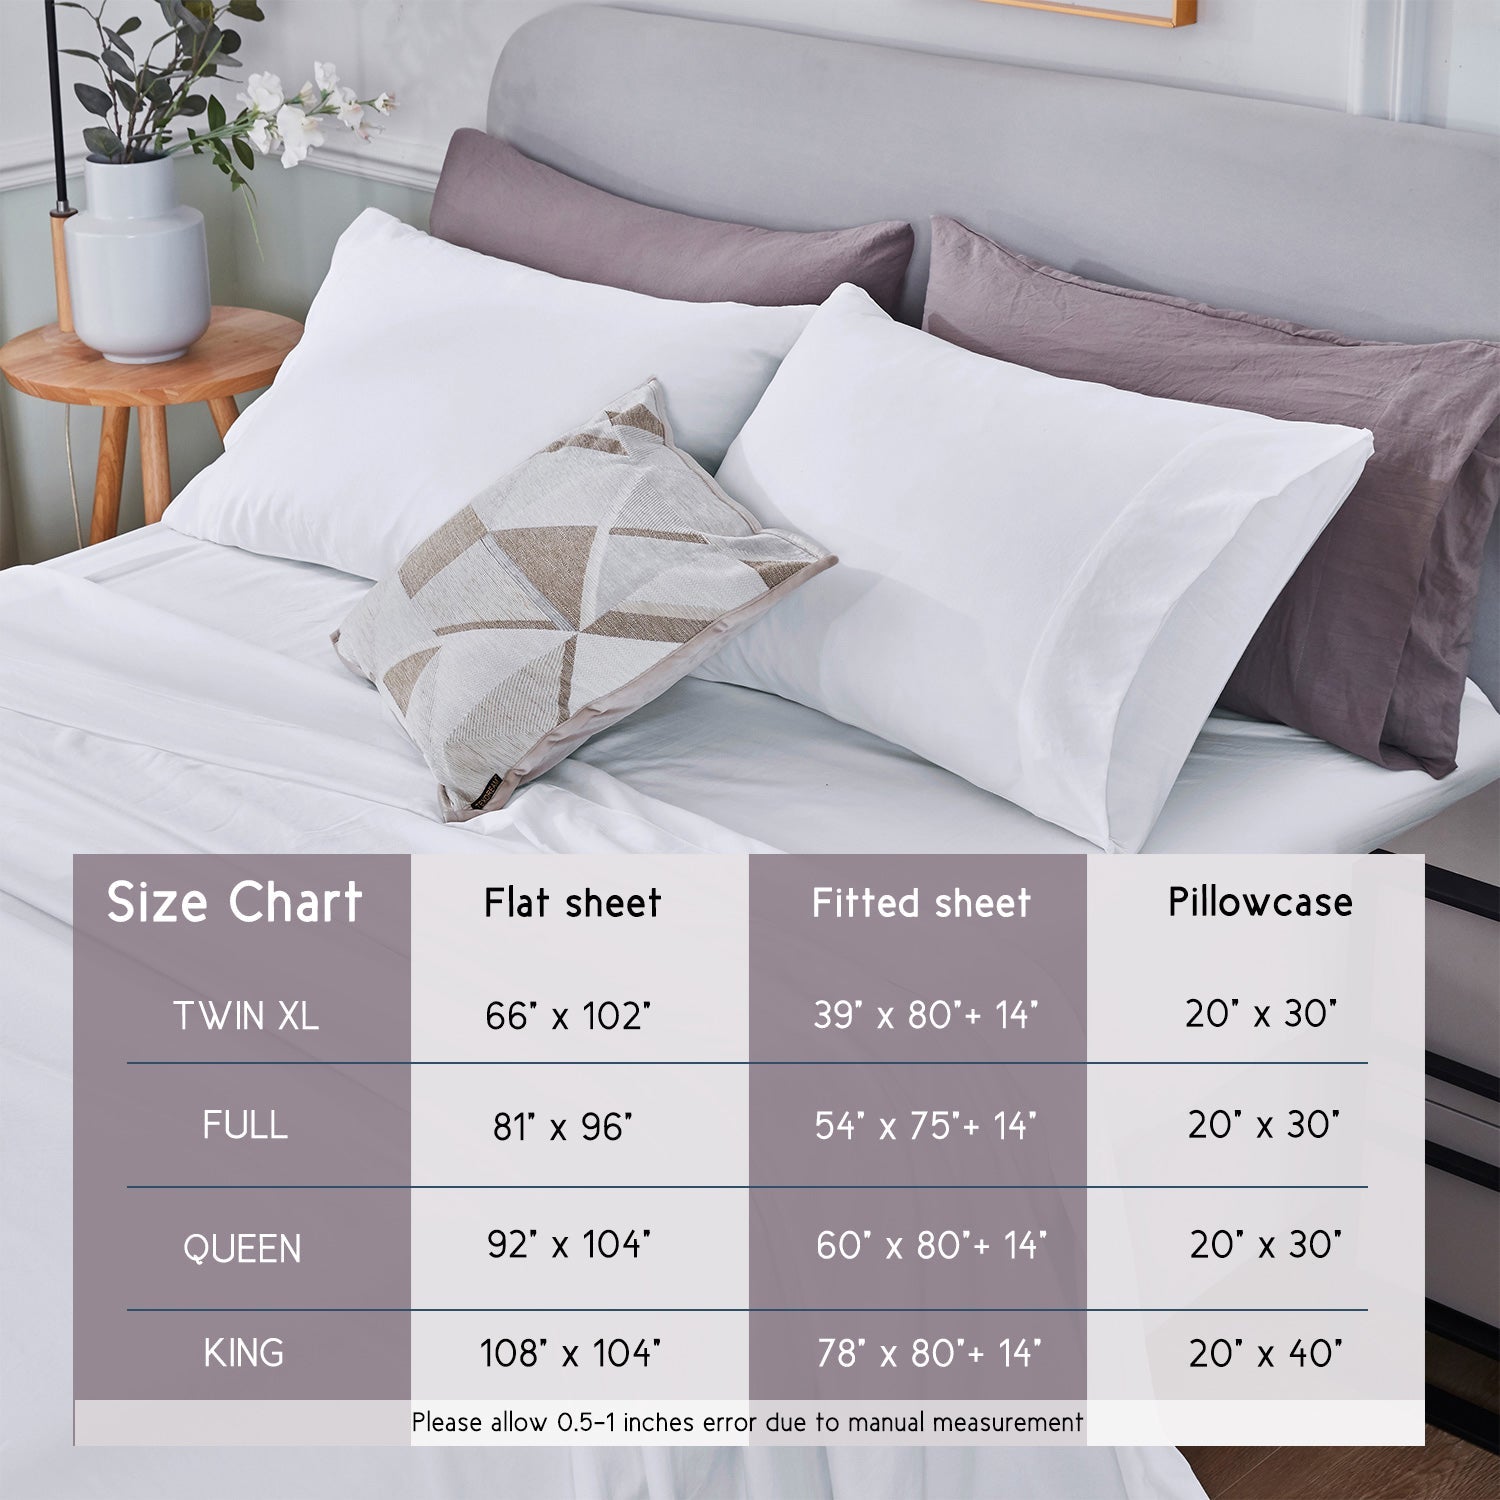 TEXDREAM
Size Chart Flat sheet Fitted sheet Pillowcase
TWIN XL 66" x 102" 39" x 80"+ 14" 20" x 30"
FULL 81" x 96" 54" x 75"+ 14" 20" x 30"
QUEEN 92" x 104" 60" x 80"+ 14" 20" x 30"
KING 108" x 104" 78" x 80"+ 14" 20" x 40"
Please allow 0.5-1 inches error due to manual measurement